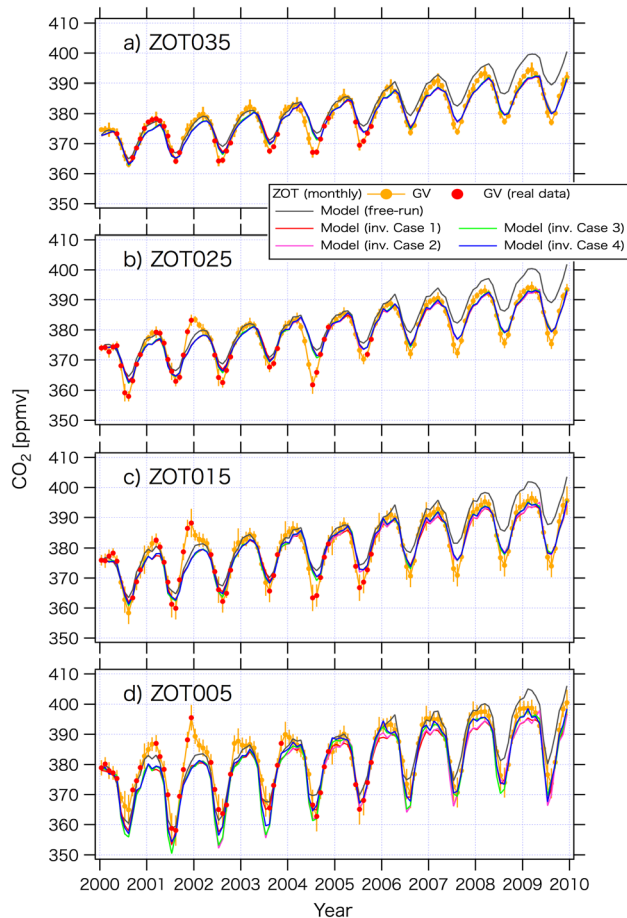 410
400
390
380
370
360
350
a) ZOT035
ZOT (monthly) GV GV (real data)
Model (free-run)
Model (inv. Case 1) Model (inv. Case 3)
Model (inv. Case 2) Model (inv. Case 4)
410
400
390
380
370
360
350
b) ZOT025
CO2 [ppmv]
410
400
390
380
370
360
350
c) ZOT015
410
400
390
380
370
360
350
d) ZOT005
2000 2001 2002 2003 2004 2005 2006 2007 2008 2009 2010
Year